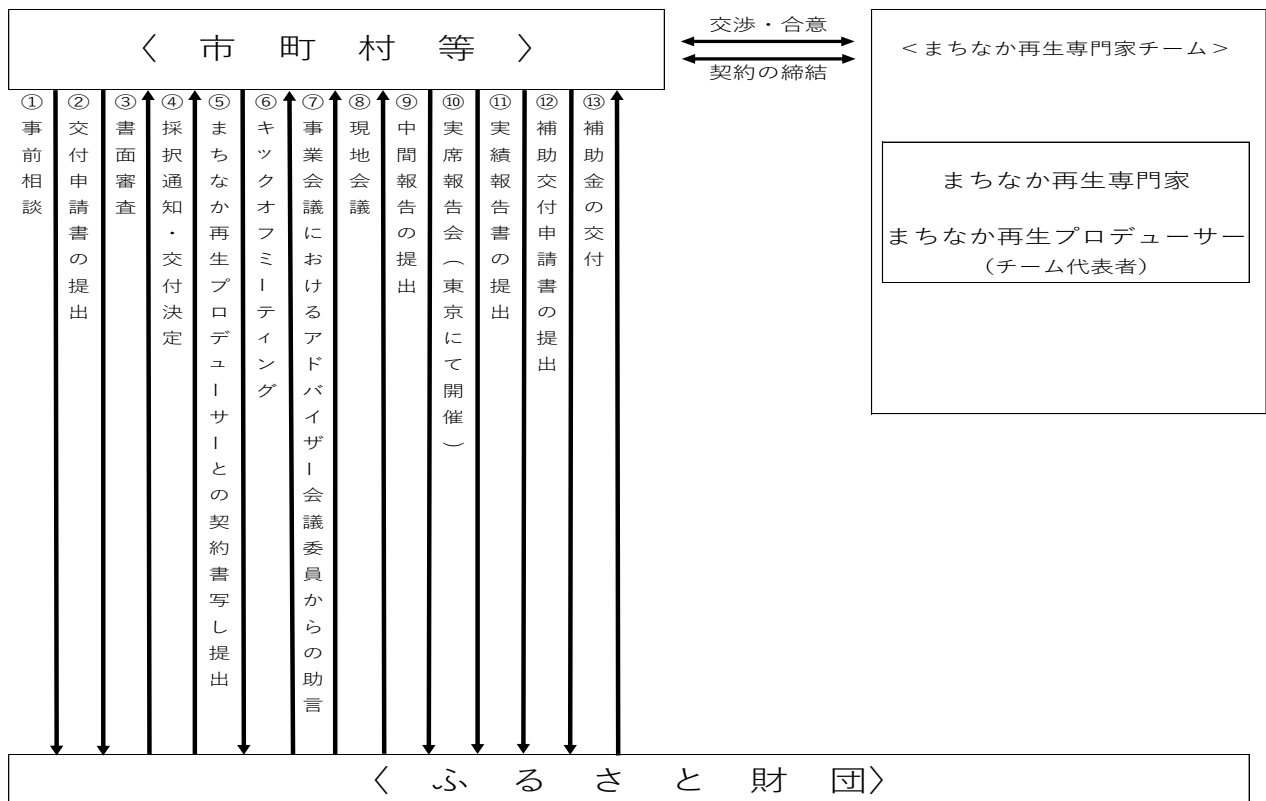 〈市町村等〉
交渉・合意
契約の締結
＜まちなか再生専門家チーム＞
まちなか再生専門家
まちなか再生プロデューサー
（チーム代表者）
①事前相談
②交付申請書の提出
③書面審査
④採択通知・交付決定
⑤まちなか再生プロデューサーとの契約書写し提出
⑥キックオフミーティング
⑦事業会議におけるアドバイザー会議委員からの助言
⑧現地会議
⑨中間報告の提出
⑩実席報告会（東京にて開催）
⑪実績報告書の提出
⑫補助交付申請書の提出
⑬補助金の交付
〈ふるさと財団〉